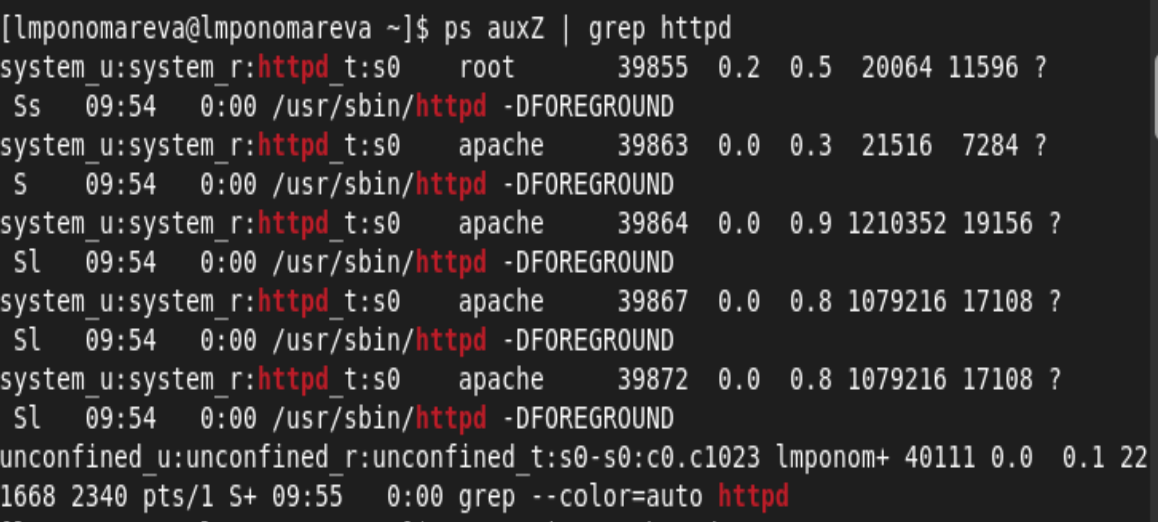 [lmponomareva@lmponomareva ~]$ ps auxZ | grep httpd
system_u:system_r:httpd_t:s0    root       39855  0.2  0.5  20064 11596 ?
 Ss   09:54   0:00 /usr/sbin/httpd -DFOREGROUND
system_u:system_r:httpd_t:s0    apache     39863  0.0  0.3  21516  7284 ?
 S    09:54   0:00 /usr/sbin/httpd -DFOREGROUND
system_u:system_r:httpd_t:s0    apache     39864  0.0  0.9 1210352 19156 ?
 Sl   09:54   0:00 /usr/sbin/httpd -DFOREGROUND
system_u:system_r:httpd_t:s0    apache     39867  0.0  0.8 1079216 17108 ?
 Sl   09:54   0:00 /usr/sbin/httpd -DFOREGROUND
system_u:system_r:httpd_t:s0    apache     39872  0.0  0.8 1079216 17108 ?
 Sl   09:54   0:00 /usr/sbin/httpd -DFOREGROUND
unconfined_u:unconfined_r:unconfined_t:s0-s0:c0.c1023 lmponom+ 40111 0.0  0.1 22
1668 2340 pts/1 S+ 09:55   0:00 grep --color=auto httpd